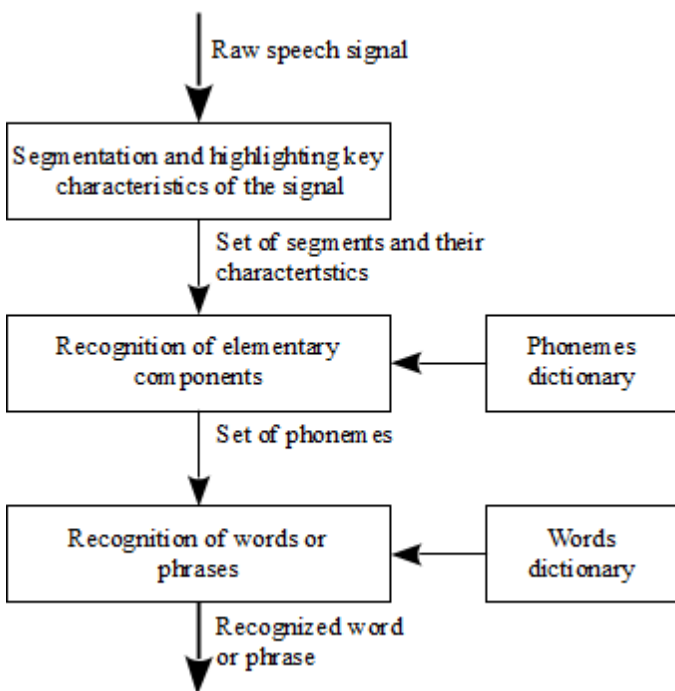 Raw speech signal
Segmentation and highlighting key
characteristics of the signal
Set of segments and their
charactertstics
Recognition of elementary
components
Phonemes
dictionary
Set of phonemes
Recognition of words or
phrases
Words
dictionary
Recognized word
or phrase